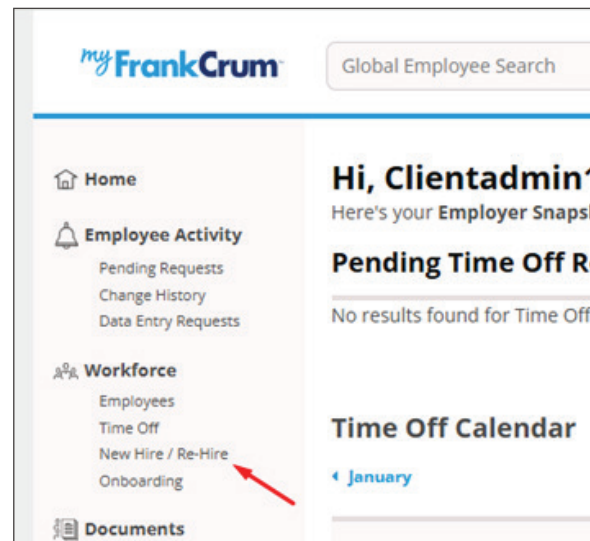 myFrankCrum
Global Employee Search
Home
Employee Activity
Pending Requests
Change History
Data Entry Requests
Workforce
Employees
Time Off
New Hire / Re-Hire
Onboarding
Documents
Hi, Clientadmin
Here's your Employer Snaps
Pending Time Off R
No results found for Time Off
Time Off Calendar
January